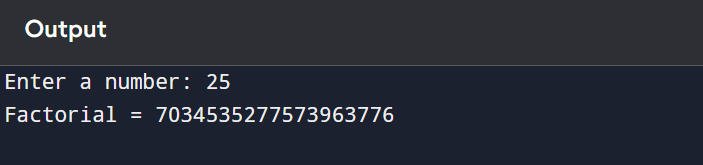 Output
Enter a number: 25
Factorial = 7034535277573963776